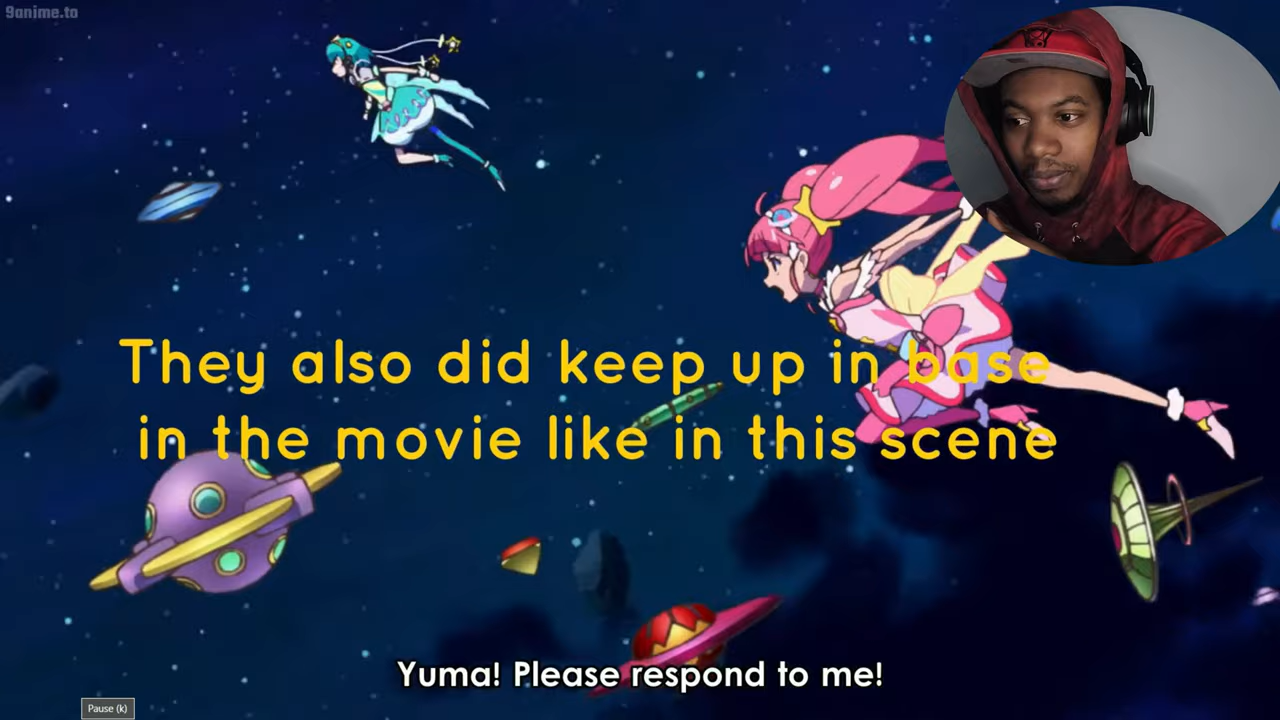 9anime.to
They also did keep up in base
in the movie like in this scene
Yuma! Please respond to me!
Pause (k)